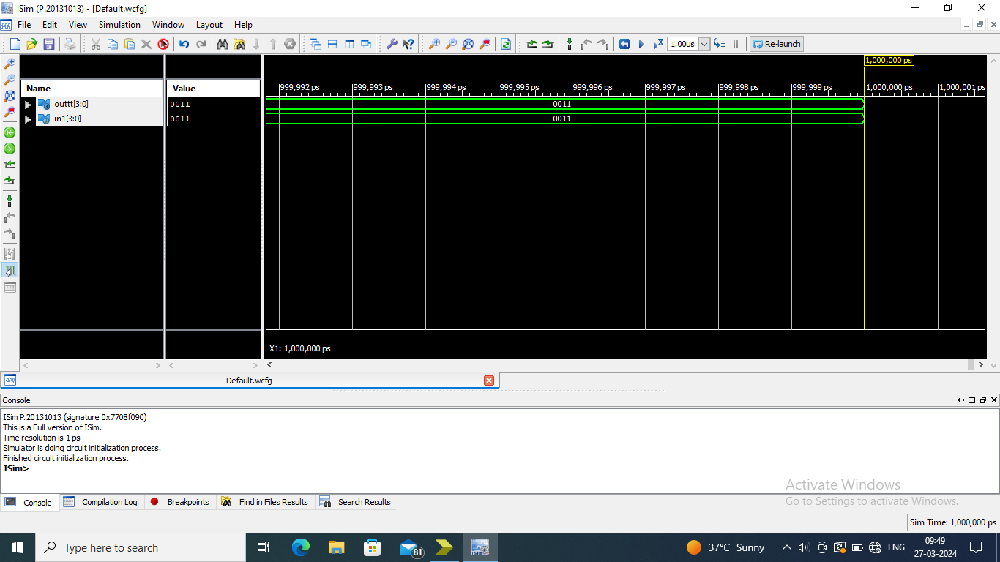 ISim (P.20131013) - [Default.wcfg]
File Edit View Simulation Window Layout Help
1.00us Re-launch
1,000,000 ps
Name Value
999,992 ps 999,993 ps 999,994 ps 999,995 ps 999,996 ps 999,997 ps 999,998 ps 999,999 ps 1,000,000 ps 1,000,001 ps
outtt[3:0] 0011 0011
in1[3:0] 0011 0011
X1: 1,000,000 ps
Default.wcfg
Console
ISim P.20131013 (signature 0x7708f090)
This is a Full version of ISim.
Time resolution is 1 ps
Simulator is doing circuit initialization process.
Finished circuit initialization process.
ISim>
Activate Windows
Go to Settings to activate Windows.
Console Compilation Log Breakpoints Find in Files Results Search Results
Sim Time: 1,000,000 ps
Type here to search 81 37°C Sunny ENG 09:49
27-03-2024